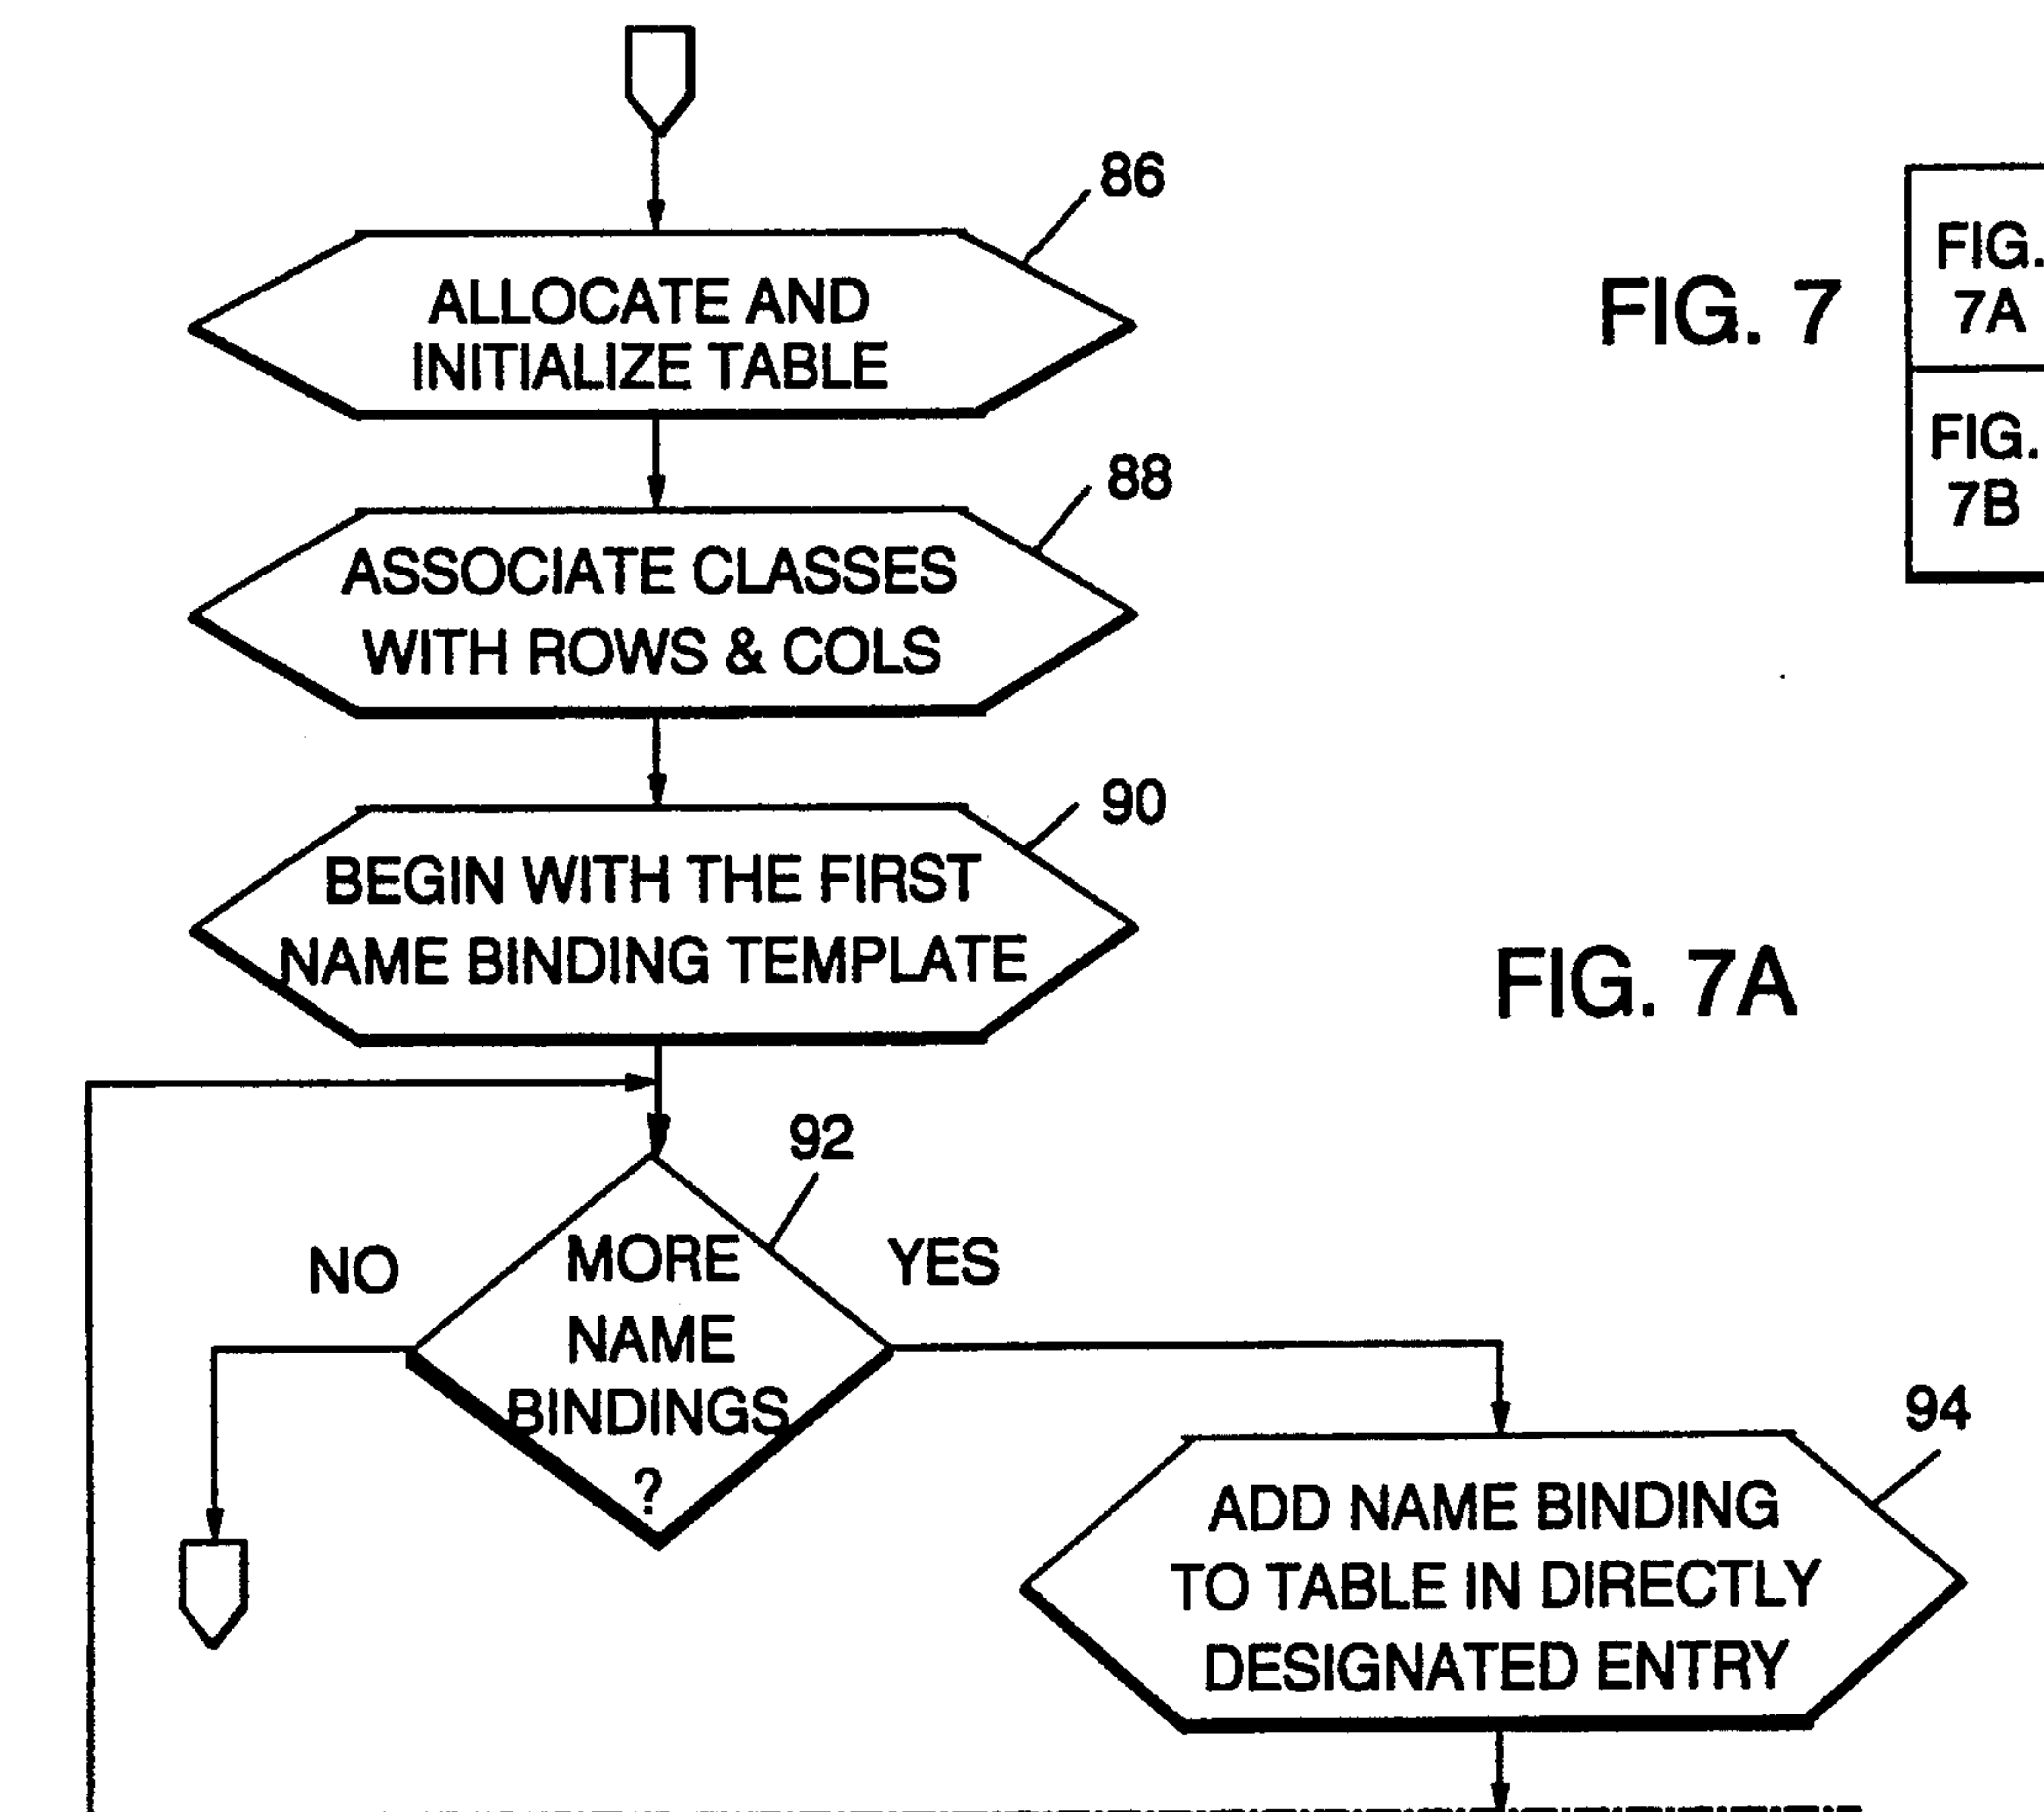 86
ALLOCATE AND
INITIALIZE TABLE
FIG. 7
FIG.
7A
FIG.
7B
88
ASSOCIATE CLASSES
WITH ROWS & COLS
90
BEGIN WITH THE FIRST
NAME BINDING TEMPLATE
FIG. 7A
92
NO
MORE
NAME
BINDINGS
?
YES
94
ADD NAME BINDING
TO TABLE IN DIRECTLY
DESIGNATED ENTRY